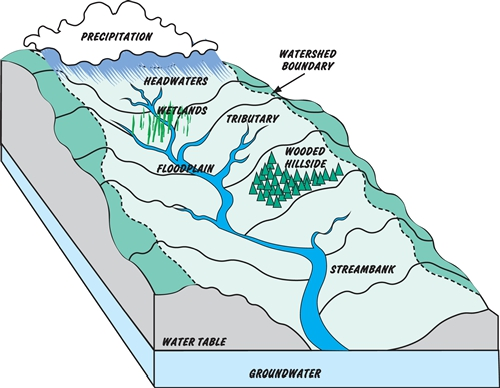 PRECIPITATION
WATERSHED
BOUNDARY
HEADWATERS
WETLANDS
TRIBUTARY
WOODED
HILLSIDE
FLOODPLAIN
STREAMBANK
WATER TABLE
GROUNDWATER